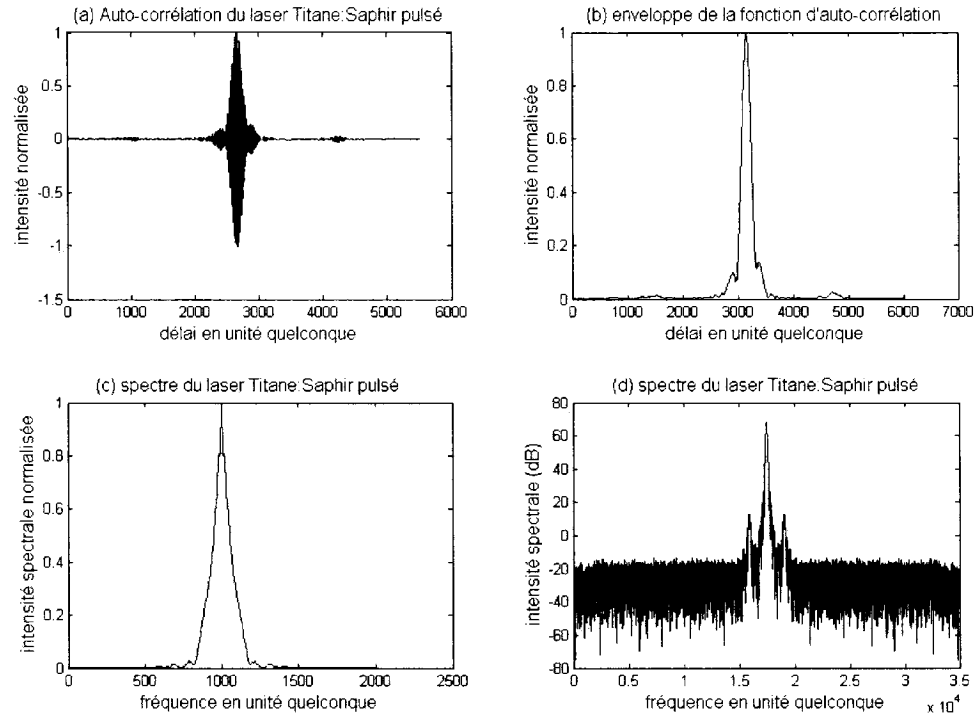 (a) Auto-corrélation du laser Titane:Saphir pulsé
1
0.5
0
-0.5
-1
-1.5
0 1000 2000 3000 4000 5000 6000
intensité normalisée
délai en unité quelconque
(b) enveloppe de la fonction d'auto-corrélation
1
0.8
0.6
0.4
0.2
0
0 1000 2000 3000 4000 5000 6000 7000
intensité normalisée
délai en unité quelconque
(c) spectre du laser Titane:Saphir pulsé
1
0.8
0.6
0.4
0.2
0
0 500 1000 1500 2000 2500
intensité spectrale normalisée
fréquence en unité quelconque
(d) spectre du laser Titane:Saphir pulsé
80
60
40
20
0
-20
-40
-60
-80
0 0.5 1 1.5 2 2.5 3 3.5
intensité spectrale (dB)
fréquence en unité quelconque
x 10^4